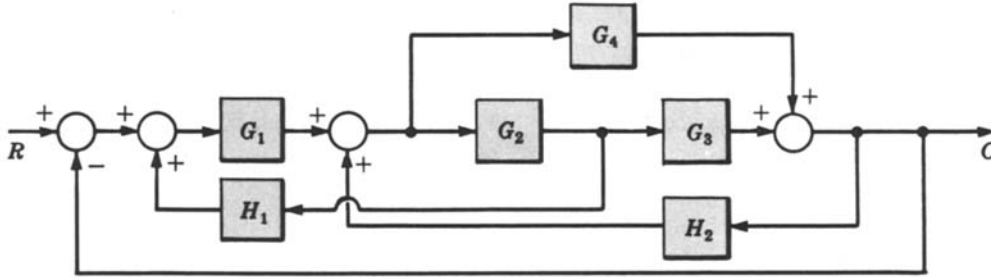 G4
+ + + + + +
R G1 G2 G3 C
− + +
H1 H2